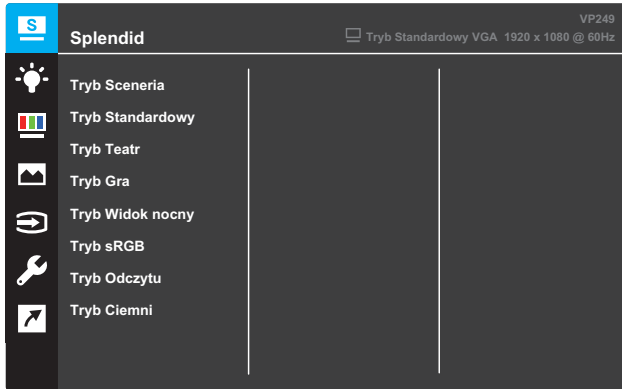 S
VP249
Splendid
Tryb Standardowy VGA 1920 x 1080 @ 60Hz
Tryb Sceneria
Tryb Standardowy
Tryb Teatr
Tryb Gra
Tryb Widok nocny
Tryb sRGB
Tryb Odczytu
Tryb Ciemni